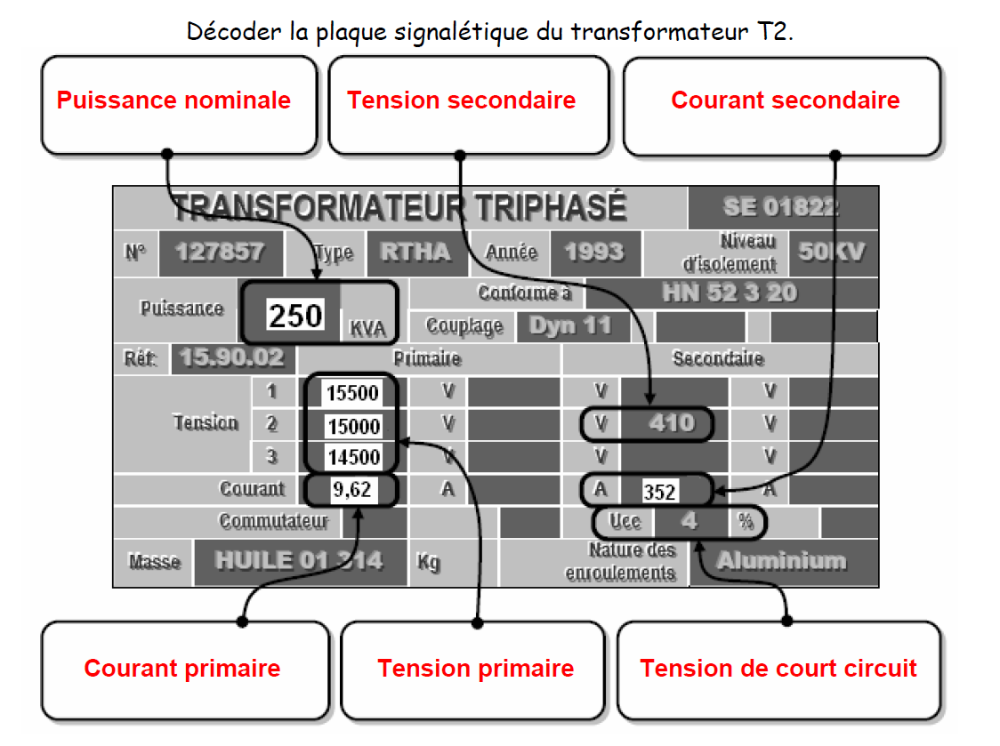 Décoder la plaque signalétique du transformateur T2.
Puissance nominale
Tension secondaire
Courant secondaire
TRANSFORMATEUR TRIPHASÉ SE 01822
N° 127857 Type RTHA Année 1993 Niveau d'isolement 50KV
Puissance 250 KVA Conforme à HN 52 3 20
Couplage Dyn 11
Réf: 15.90.02 Primaire Secondaire
Tension 1 15500 V V V
2 15000 V V 410 V
3 14500 V V V
Courant 9,62 A A 352 A
Commutateur Ucc 4 %
Masse HUILE 01 314 Kg Nature des enroulements Aluminium
Courant primaire
Tension primaire
Tension de court circuit